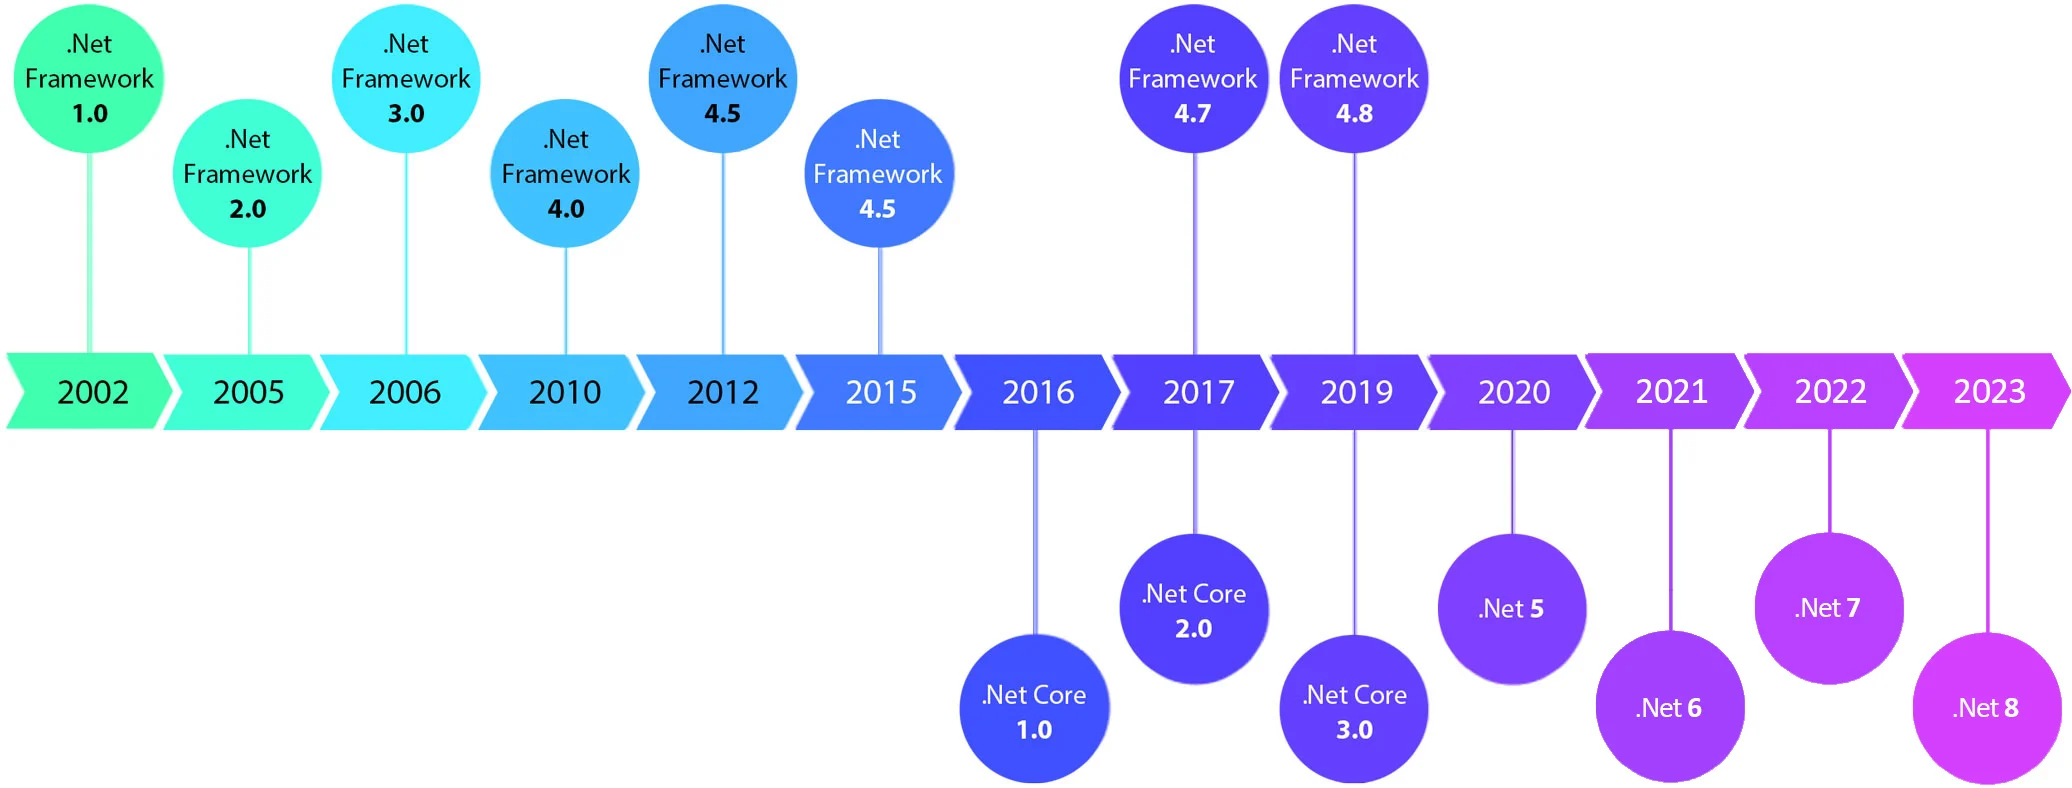 .Net
Framework
1.0
.Net
Framework
2.0
.Net
Framework
3.0
.Net
Framework
4.0
.Net
Framework
4.5
.Net
Framework
4.5
.Net
Framework
4.7
.Net
Framework
4.8
2002
2005
2006
2010
2012
2015
2016
2017
2019
2020
2021
2022
2023
.Net Core
1.0
.Net Core
2.0
.Net Core
3.0
.Net 5
.Net 6
.Net 7
.Net 8